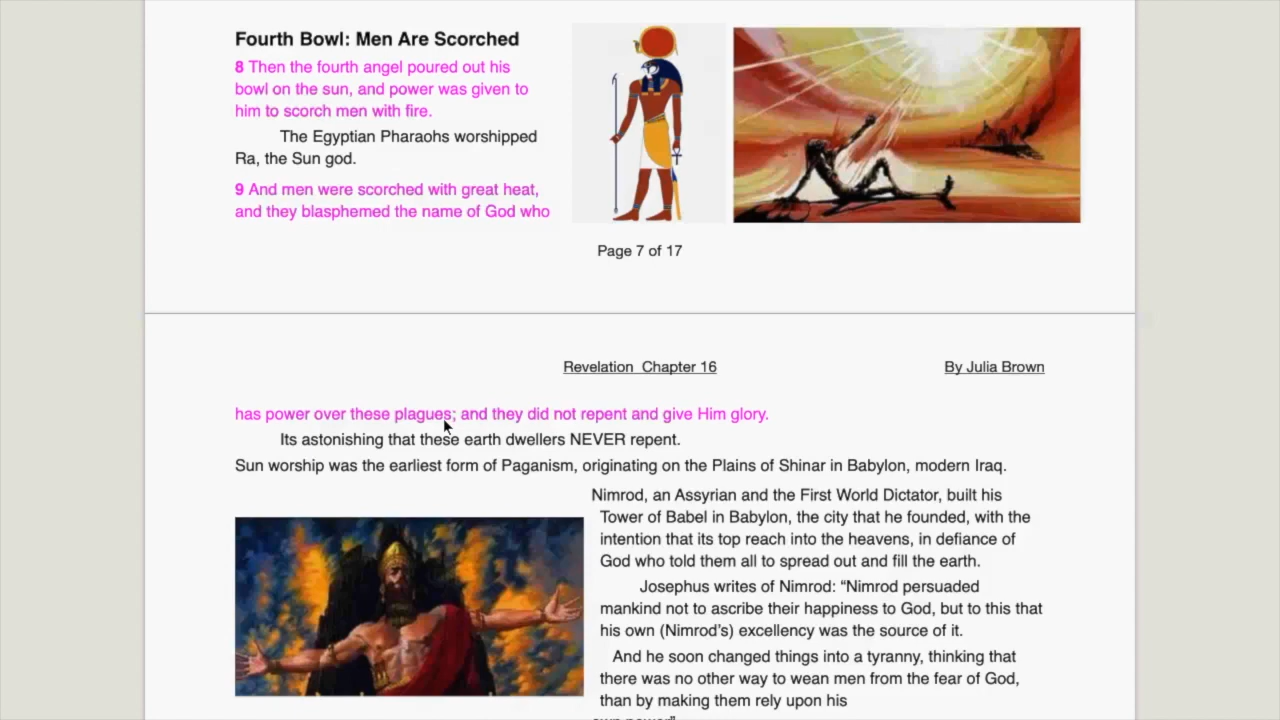 Fourth Bowl: Men Are Scorched
8 Then the fourth angel poured out his
bowl on the sun, and power was given to
him to scorch men with fire.
The Egyptian Pharaohs worshipped
Ra, the Sun god.
9 And men were scorched with great heat,
and they blasphemed the name of God who
Page 7 of 17
Revelation Chapter 16
By Julia Brown
has power over these plagues; and they did not repent and give Him glory.
Its astonishing that these earth dwellers NEVER repent.
Sun worship was the earliest form of Paganism, originating on the Plains of Shinar in Babylon, modern Iraq.
Nimrod, an Assyrian and the First World Dictator, built his
Tower of Babel in Babylon, the city that he founded, with the
intention that its top reach into the heavens, in defiance of
God who told them all to spread out and fill the earth.
Josephus writes of Nimrod: “Nimrod persuaded
mankind not to ascribe their happiness to God, but to this that
his own (Nimrod’s) excellency was the source of it.
And he soon changed things into a tyranny, thinking that
there was no other way to wean men from the fear of God,
than by making them rely upon his